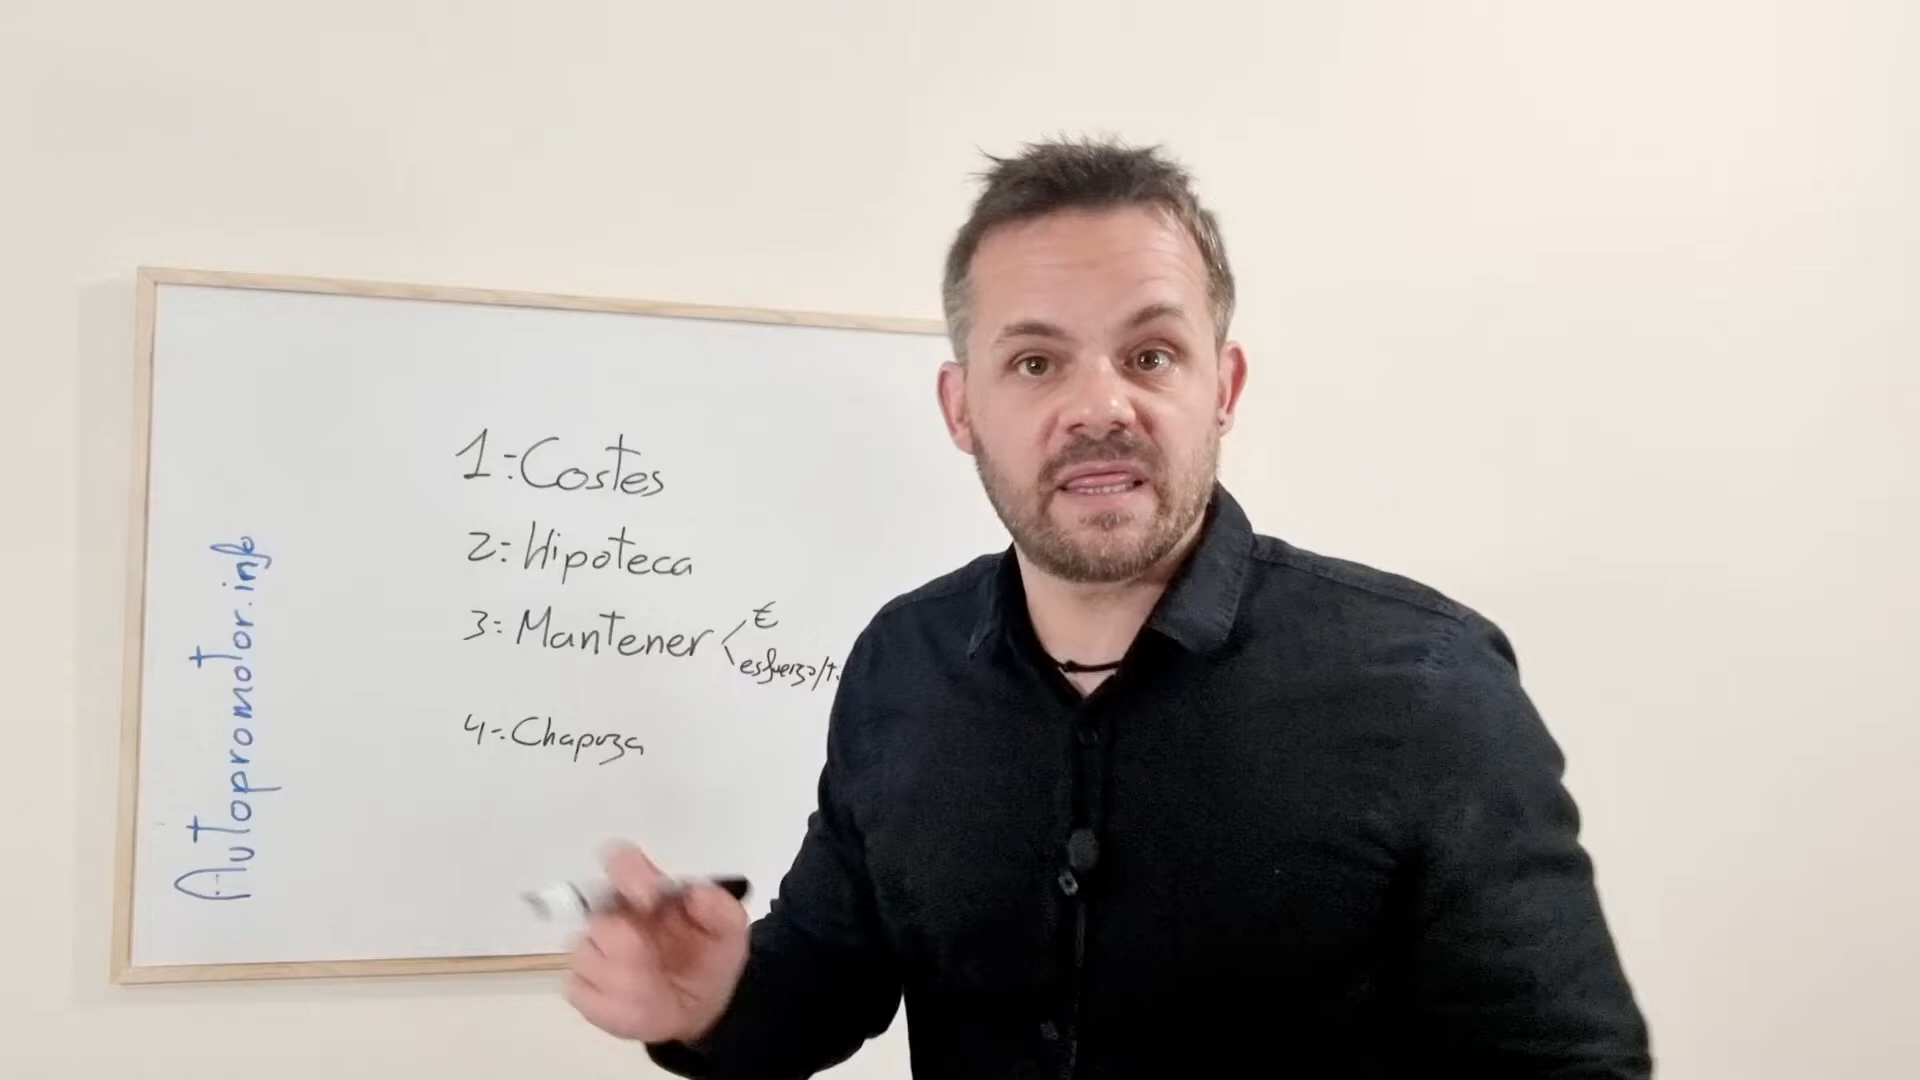 Autopromotor.info
1-.Costes
2-.Hipoteca
3-.Mantener
€
esfuerzo/t.
4-.Chapuza